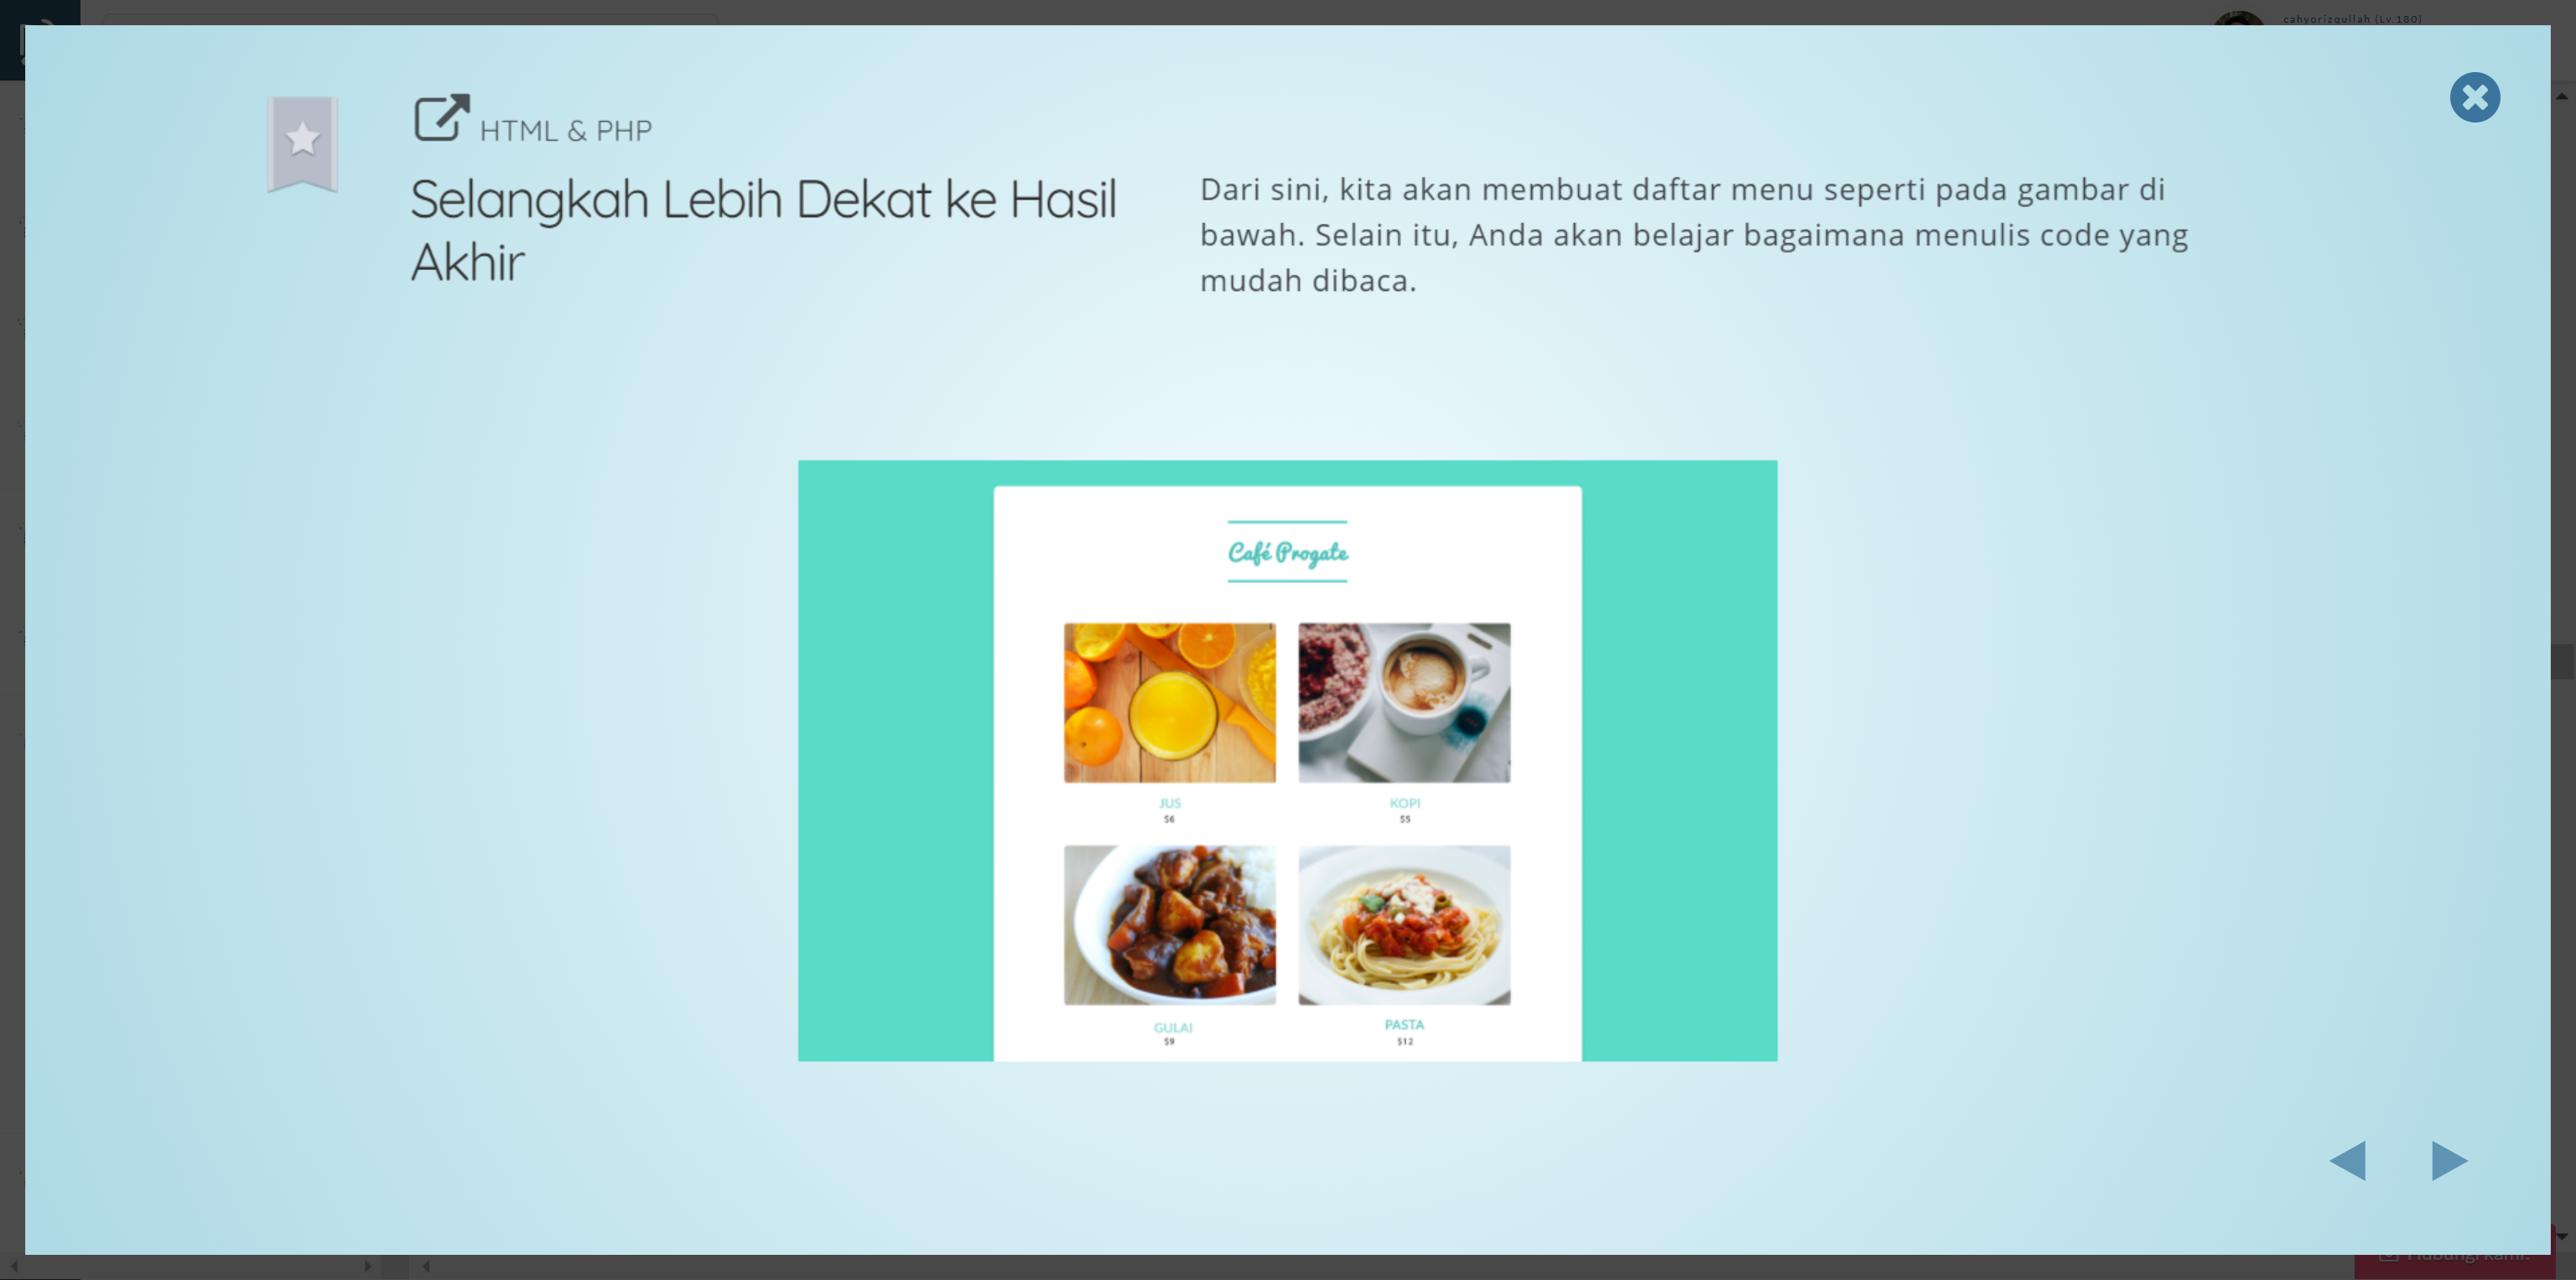 cahyorizqullah (Lv.180)
HTML & PHP
Selangkah Lebih Dekat ke Hasil
Akhir
Dari sini, kita akan membuat daftar menu seperti pada gambar di
bawah. Selain itu, Anda akan belajar bagaimana menulis code yang
mudah dibaca.
Café Progate
JUS
$6
KOPI
$5
GULAI
$9
PASTA
$12
Hubungi kami!